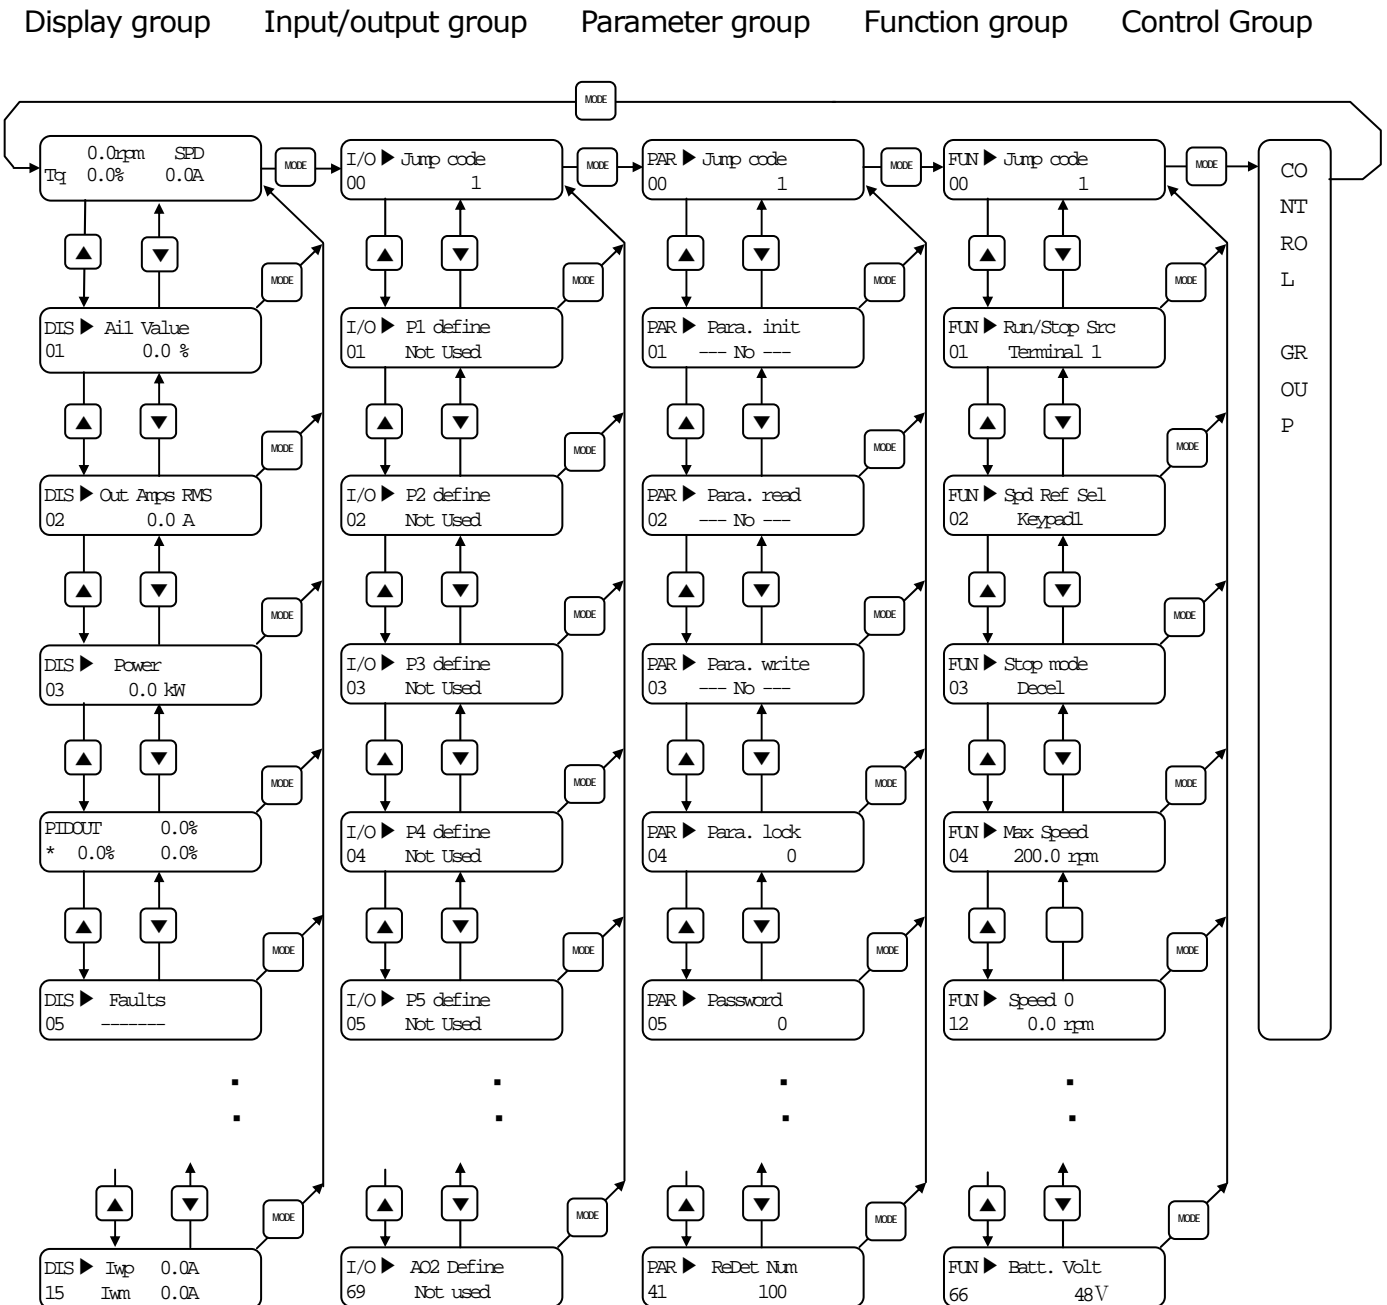 Display group Input/output group Parameter group Function group Control Group
MODE
0.0rpm SPD
Tq 0.0% 0.0A
MODE
I/O ▶ Jump code
00 1
MODE
PAR ▶ Jump code
00 1
MODE
FUN ▶ Jump code
00 1
MODE
CO
NT
RO
L
GR
OU
P
▲ ▼ MODE
▲ ▼ MODE
▲ ▼ MODE
▲ ▼ MODE
DIS ▶ Ai1 Value
01 0.0 %
I/O ▶ P1 define
01 Not Used
PAR ▶ Para. init
01 --- No ---
FUN ▶ Run/Stop Src
01 Terminal 1
▲ ▼ MODE
▲ ▼ MODE
▲ ▼ MODE
▲ ▼ MODE
DIS ▶ Out Amps RMS
02 0.0 A
I/O ▶ P2 define
02 Not Used
PAR ▶ Para. read
02 --- No ---
FUN ▶ Spd Ref Sel
02 Keypad1
▲ ▼ MODE
▲ ▼ MODE
▲ ▼ MODE
▲ ▼ MODE
DIS ▶ Power
03 0.0 kW
I/O ▶ P3 define
03 Not Used
PAR ▶ Para. write
03 --- No ---
FUN ▶ Stop mode
03 Decel
▲ ▼ MODE
▲ ▼ MODE
▲ ▼ MODE
▲ ▼ MODE
PIDOUT 0.0%
* 0.0% 0.0%
I/O ▶ P4 define
04 Not Used
PAR ▶ Para. lock
04 0
FUN ▶ Max Speed
04 200.0 rpm
▲ ▼ MODE
▲ ▼ MODE
▲ ▼ MODE
▲ MODE
DIS ▶ Faults
05 -------
I/O ▶ P5 define
05 Not Used
PAR ▶ Password
05 0
FUN ▶ Speed 0
12 0.0 rpm
▲ ▼ MODE
▲ ▼ MODE
▲ ▼ MODE
▲ ▼ MODE
DIS ▶ Iwp 0.0A
15 Iwm 0.0A
I/O ▶ AO2 Define
69 Not used
PAR ▶ ReDet Num
41 100
FUN ▶ Batt. Volt
66 48V